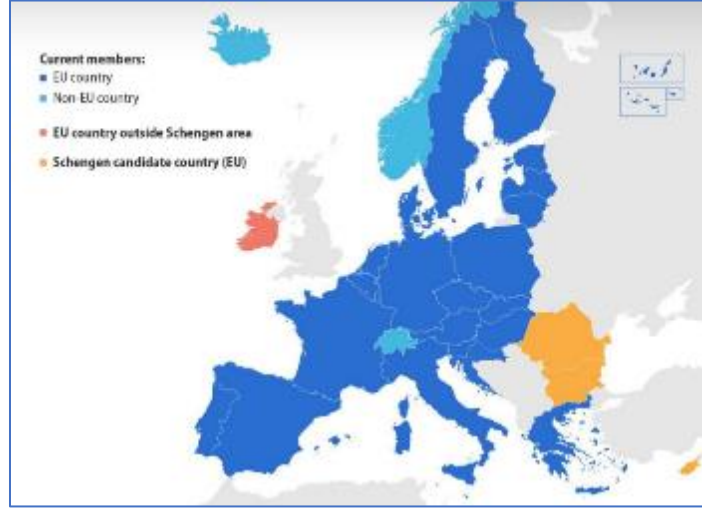 Current members:
EU country
Non-EU country
EU country outside Schengen area
Schengen candidate country (EU)